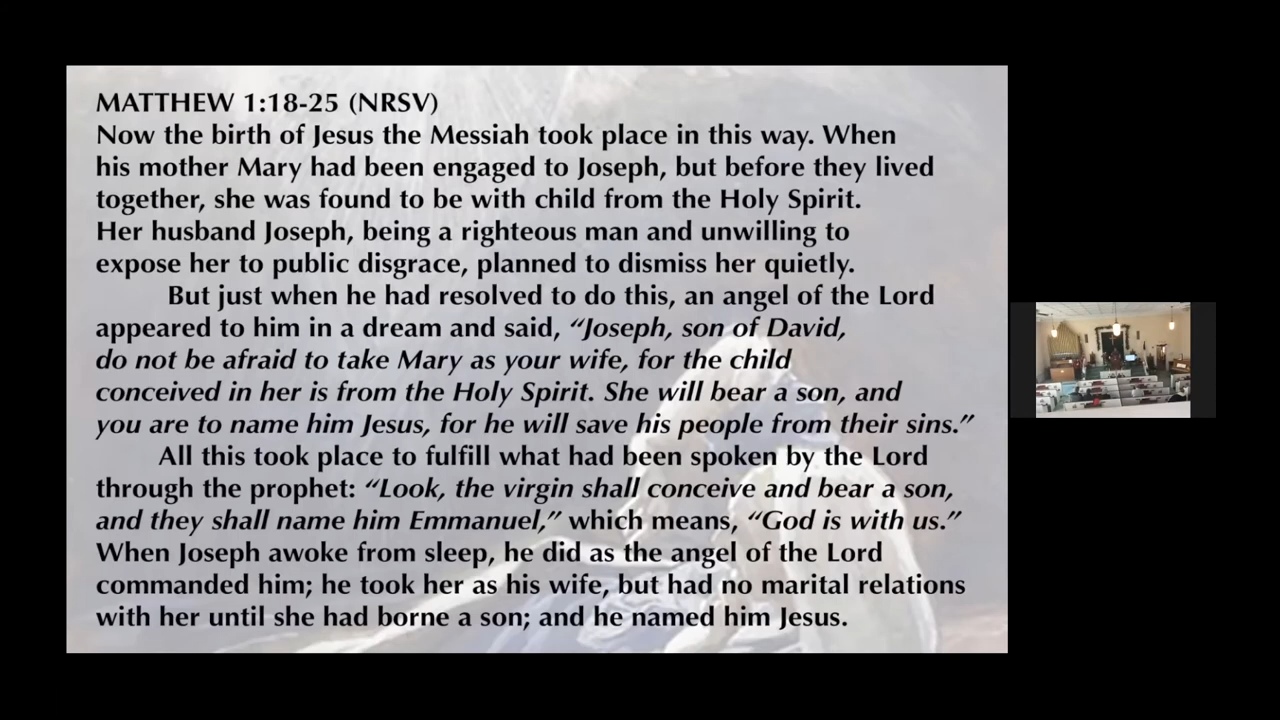 MATTHEW 1:18-25 (NRSV)
Now the birth of Jesus the Messiah took place in this way. When
his mother Mary had been engaged to Joseph, but before they lived
together, she was found to be with child from the Holy Spirit.
Her husband Joseph, being a righteous man and unwilling to
expose her to public disgrace, planned to dismiss her quietly.
But just when he had resolved to do this, an angel of the Lord
appeared to him in a dream and said, “Joseph, son of David,
do not be afraid to take Mary as your wife, for the child
conceived in her is from the Holy Spirit. She will bear a son, and
you are to name him Jesus, for he will save his people from their sins.”
All this took place to fulfill what had been spoken by the Lord
through the prophet: “Look, the virgin shall conceive and bear a son,
and they shall name him Emmanuel,” which means, “God is with us.”
When Joseph awoke from sleep, he did as the angel of the Lord
commanded him; he took her as his wife, but had no marital relations
with her until she had borne a son; and he named him Jesus.